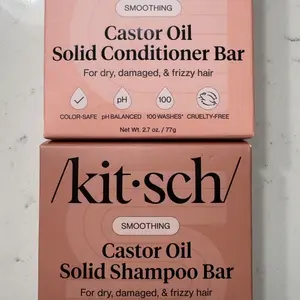 SMOOTHING
Castor Oil
Solid Conditioner Bar
For dry, damaged, & frizzy hair
pH
100
COLOR-SAFE pH BALANCED 100 WASHES* CRUELTY-FREE
Net Wt. 2.7 oz. / 77g
/kit·sch/
SMOOTHING
Castor Oil
Solid Shampoo Bar
For dry, damaged, & frizzy hair